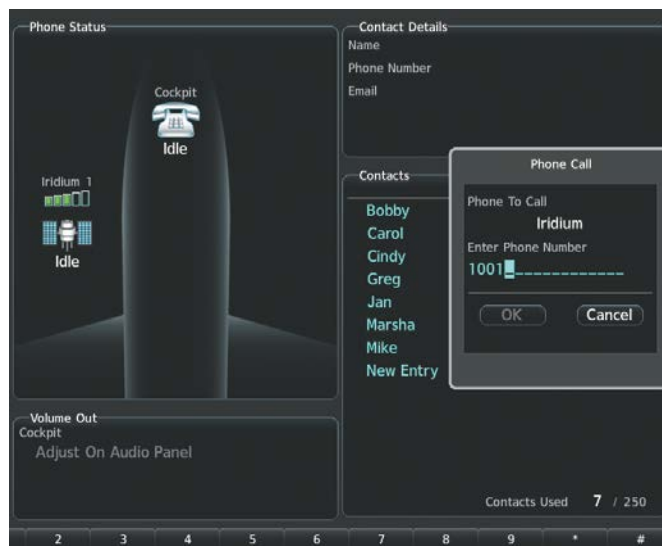 Phone Status
Cockpit
Idle
Iridium 1
Idle
Volume Out
Cockpit
Adjust On Audio Panel
Contact Details
Name
Phone Number
Email
Contacts
Bobby
Carol
Cindy
Greg
Jan
Marsha
Mike
New Entry
Phone Call
Phone To Call
Iridium
Enter Phone Number
1001_____________
OK Cancel
Contacts Used 7 / 250
2 3 4 5 6 7 8 9 * #